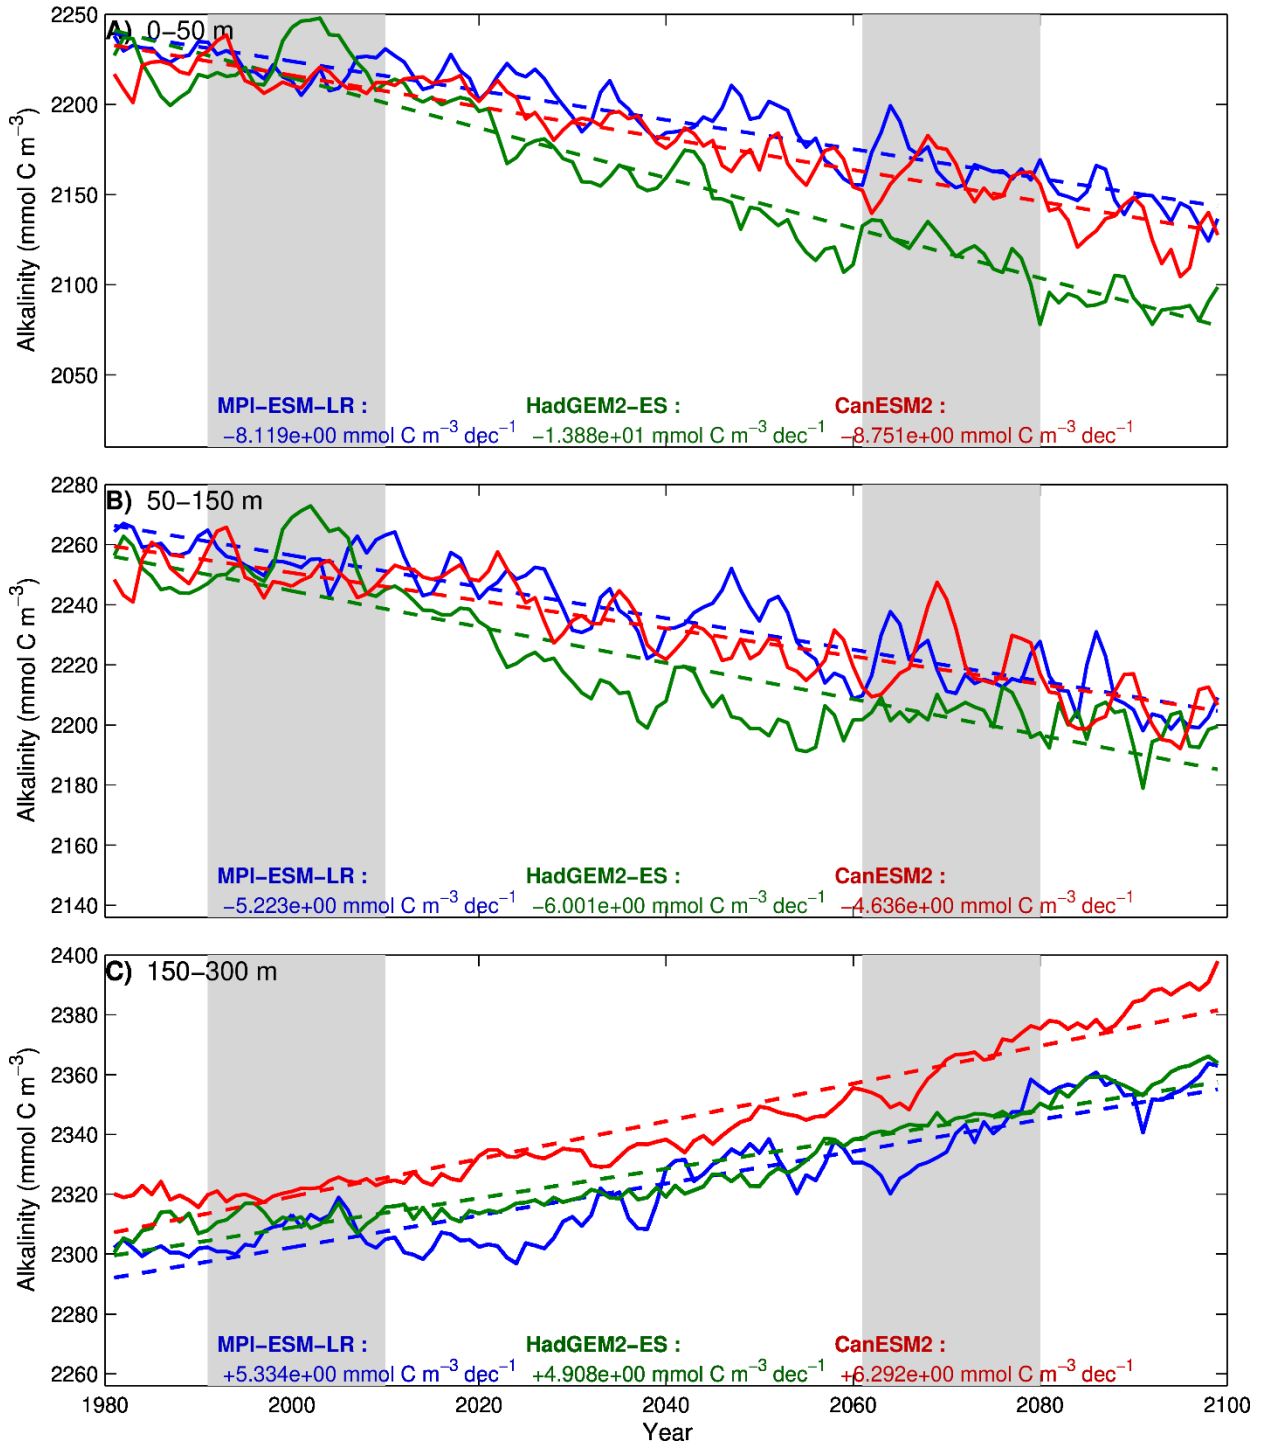 A) 0−50 m
Alkalinity (mmol C m−3)
2250
2200
2150
2100
2050
MPI−ESM−LR :
−8.119e+00 mmol C m−3 dec−1
HadGEM2−ES :
−1.388e+01 mmol C m−3 dec−1
CanESM2 :
−8.751e+00 mmol C m−3 dec−1
B) 50−150 m
Alkalinity (mmol C m−3)
2280
2260
2240
2220
2200
2180
2160
2140
MPI−ESM−LR :
−5.223e+00 mmol C m−3 dec−1
HadGEM2−ES :
−6.001e+00 mmol C m−3 dec−1
CanESM2 :
−4.636e+00 mmol C m−3 dec−1
C) 150−300 m
Alkalinity (mmol C m−3)
2400
2380
2360
2340
2320
2300
2280
2260
MPI−ESM−LR :
+5.334e+00 mmol C m−3 dec−1
HadGEM2−ES :
+4.908e+00 mmol C m−3 dec−1
CanESM2 :
+6.292e+00 mmol C m−3 dec−1
1980 2000 2020 2040 2060 2080 2100
Year